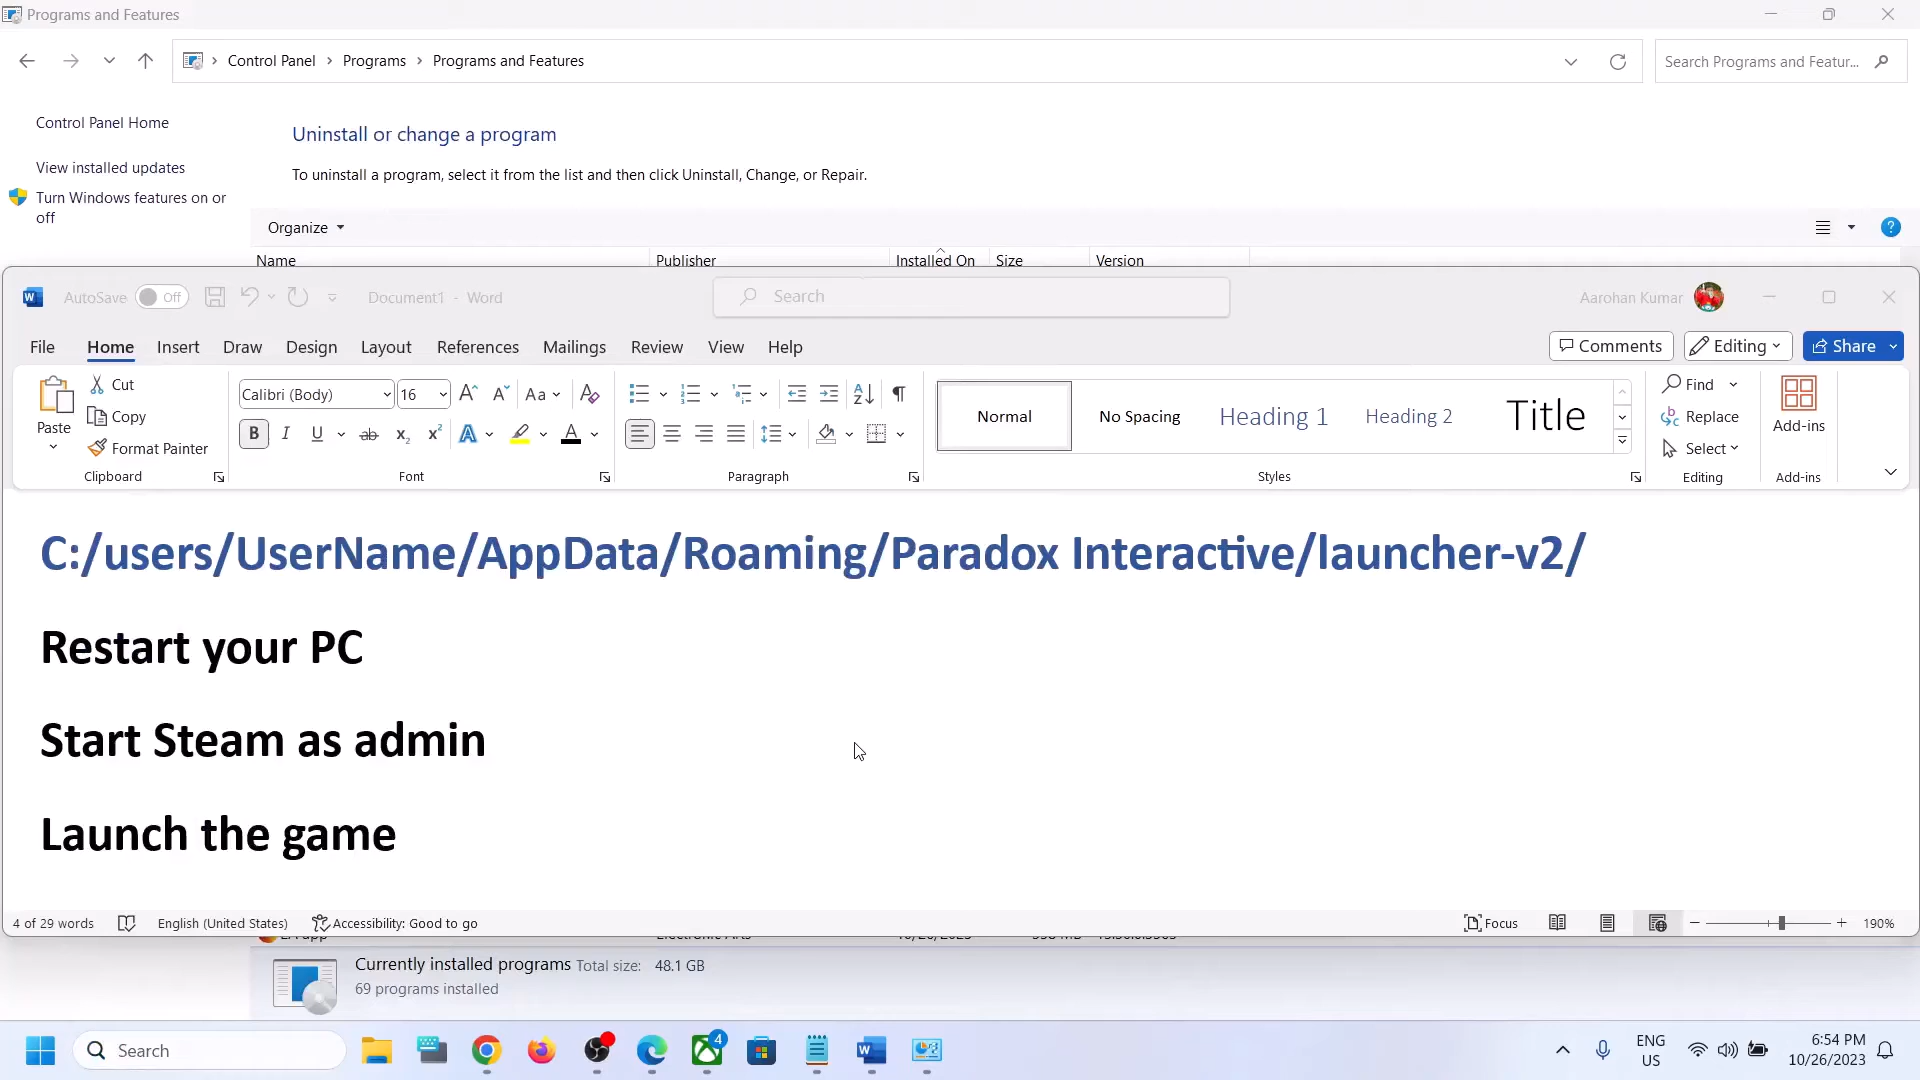 Programs and Features
Control Panel > Programs > Programs and Features
Search Programs and Featur...
Control Panel Home
View installed updates
Turn Windows features on or
off
Uninstall or change a program
To uninstall a program, select it from the list and then click Uninstall, Change, or Repair.
Organize
Name Publisher Installed On Size Version
AutoSave Off Document1 - Word Search Aarohan Kumar
File Home Insert Draw Design Layout References Mailings Review View Help Comments Editing Share
Paste Cut
Copy
Format Painter
Clipboard
Calibri (Body) 16
Font
Paragraph
Normal No Spacing Heading 1 Heading 2 Title
Styles
Find
Replace
Select
Editing
Add-ins
Add-ins
C:/users/UserName/AppData/Roaming/Paradox Interactive/launcher-v2/
Restart your PC
Start Steam as admin
Launch the game
4 of 29 words English (United States) Accessibility: Good to go Focus 190%
Currently installed programs Total size: 48.1 GB
69 programs installed
Search
4
ENG
US
6:54 PM
10/26/2023